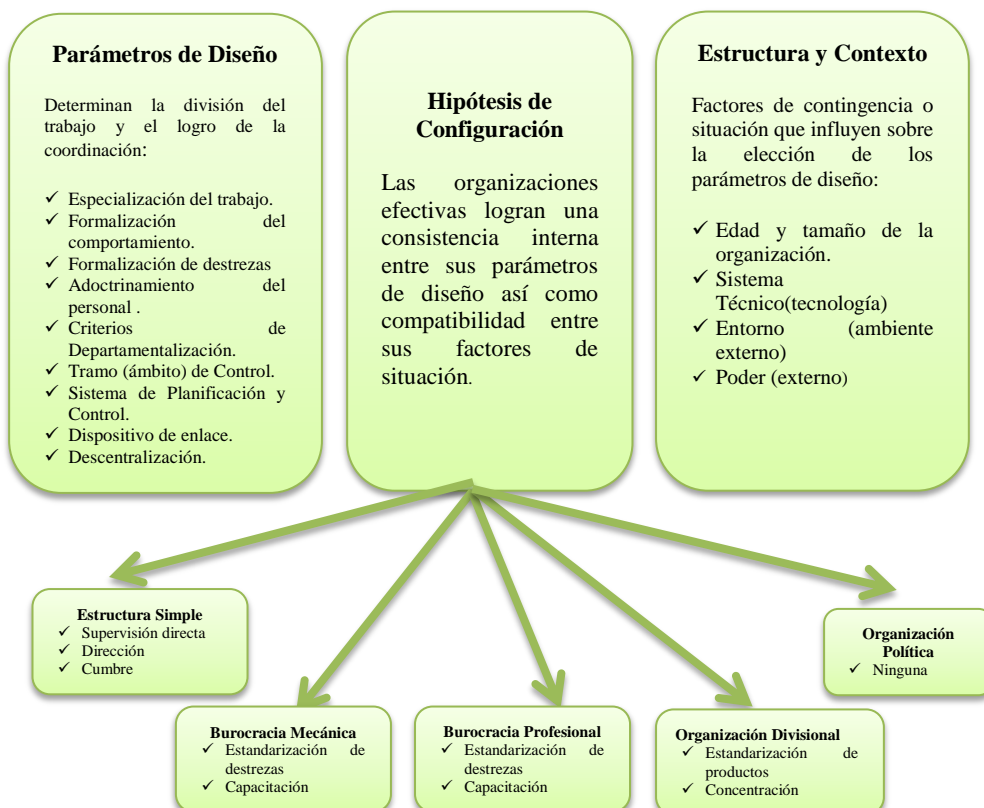 Parámetros de Diseño
Determinan la división del
trabajo y el logro de la
coordinación:
✓ Especialización del trabajo.
✓ Formalización del
comportamiento.
✓ Formalización de destrezas
✓ Adoctrinamiento del
personal .
✓ Criterios de
Departamentalización.
✓ Tramo (ámbito) de Control.
✓ Sistema de Planificación y
Control.
✓ Dispositivo de enlace.
✓ Descentralización.
Hipótesis de
Configuración
Las organizaciones
efectivas logran una
consistencia interna
entre sus parámetros
de diseño así como
compatibilidad entre
sus factores de
situación.
Estructura y Contexto
Factores de contingencia o
situación que influyen sobre
la elección de los
parámetros de diseño:
✓ Edad y tamaño de la
organización.
✓ Sistema
Técnico(tecnología)
✓ Entorno (ambiente
externo)
✓ Poder (externo)
Estructura Simple
✓ Supervisión directa
✓ Dirección
✓ Cumbre
Burocracia Mecánica
✓ Estandarización de
destrezas
✓ Capacitación
Burocracia Profesional
✓ Estandarización de
destrezas
✓ Capacitación
Organización Divisional
✓ Estandarización de
productos
✓ Concentración
Organización
Política
✓ Ninguna